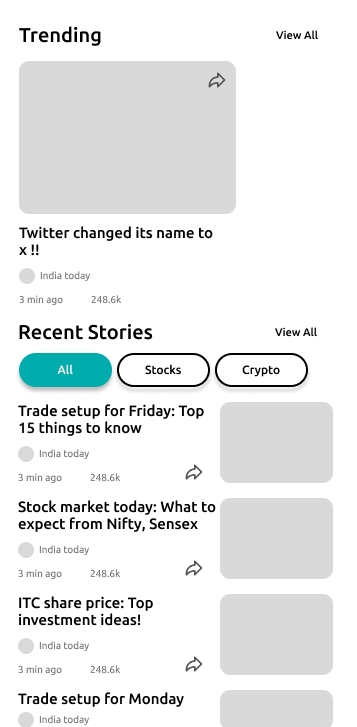 Trending
View All
Twitter changed its name to
x !!
India today
3 min ago 248.6k
Recent Stories
View All
All
Stocks
Crypto
Trade setup for Friday: Top
15 things to know
India today
3 min ago 248.6k
Stock market today: What to
expect from Nifty, Sensex
India today
3 min ago 248.6k
ITC share price: Top
investment ideas!
India today
3 min ago 248.6k
Trade setup for Monday
India today